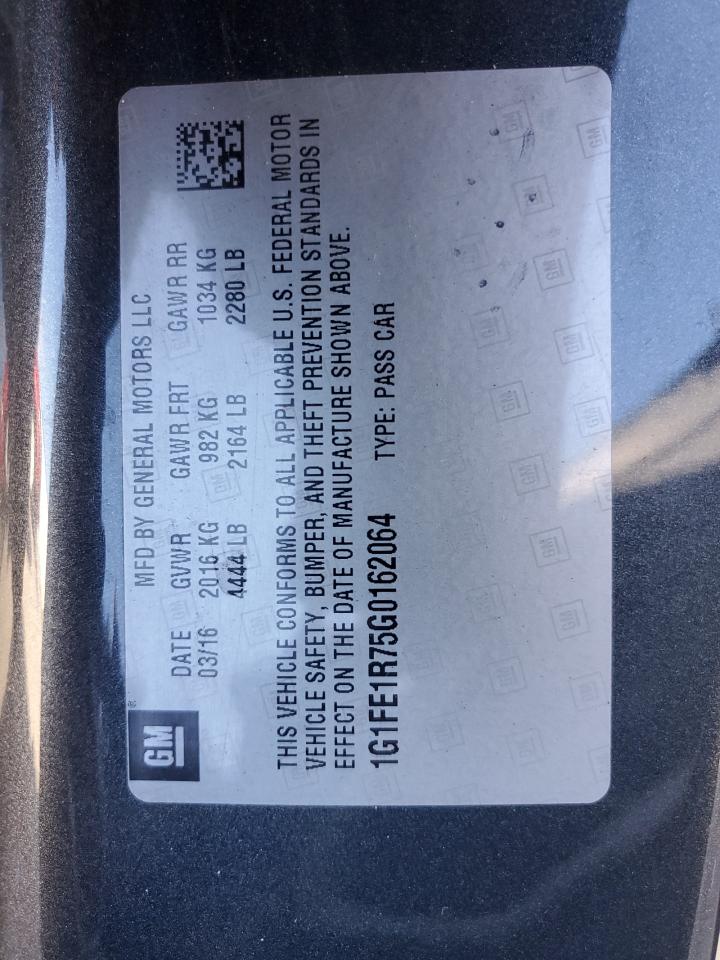 GM
MFD BY GENERAL MOTORS LLC
DATE GVWR GAWR FRT GAWR RR
03/16 2016 KG 982 KG 1034 KG
4444 LB 2164 LB 2280 LB
THIS VEHICLE CONFORMS TO ALL APPLICABLE U.S. FEDERAL MOTOR
VEHICLE SAFETY, BUMPER, AND THEFT PREVENTION STANDARDS IN
EFFECT ON THE DATE OF MANUFACTURE SHOWN ABOVE.
1G1FE1R75G0162064 TYPE: PASS CAR